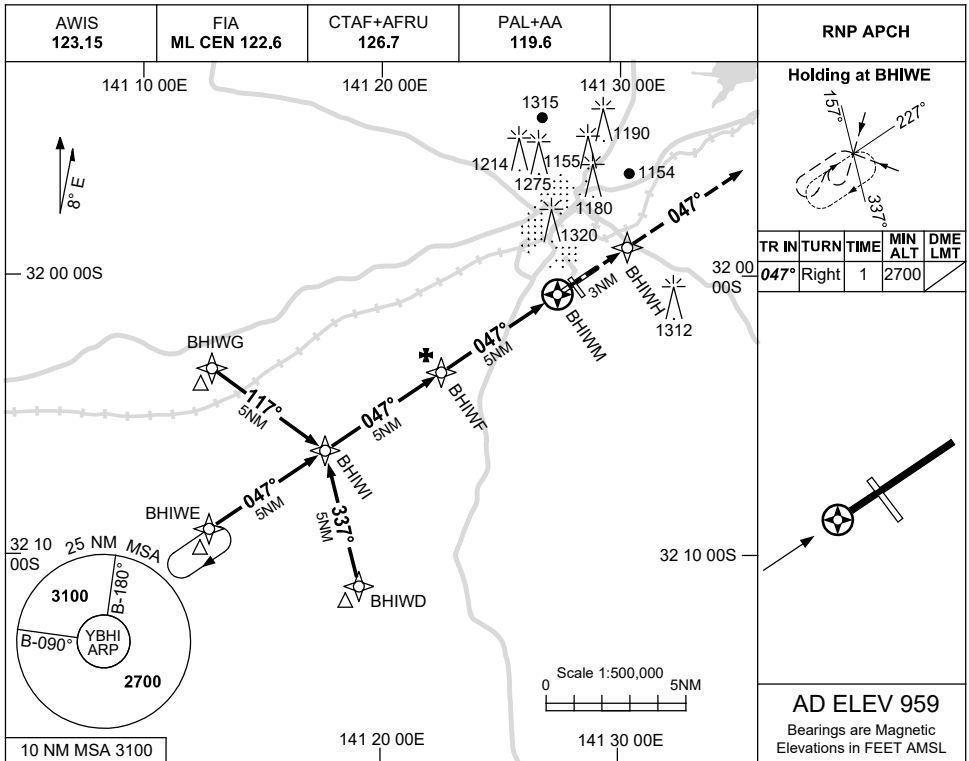 AWIS
123.15
FIA
ML CEN 122.6
CTAF+AFRU
126.7
PAL+AA
119.6
RNP APCH
141 10 00E
141 20 00E
141 30 00E
8° E
1315
1190
1214
1275
1155
1154
1180
1320
047°
32 00 00S
32 00
00S
BHIWH
3NM
1312
BHIWM
BHIWG
047°
5NM
117°
5NM
BHIWF
047°
5NM
BHIWI
BHIWE
047°
5NM
337°
5NM
BHIWD
32 10
00S
32 10 00S
25 NM MSA
3100
B-180°
YBHI
ARP
B-090°
2700
Scale 1:500,000
0
5NM
10 NM MSA 3100
141 20 00E
141 30 00E
Holding at BHIWE
157°
227°
337°
TR IN TURN TIME MIN ALT DME LMT
047° Right 1 2700
AD ELEV 959
Bearings are Magnetic
Elevations in FEET AMSL